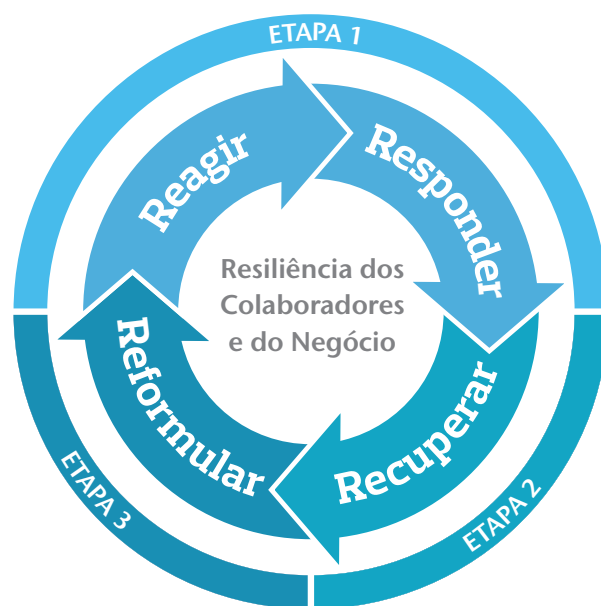 ETAPA 1
Reagir
Responder
Resiliência dos
Colaboradores
e do Negócio
Reformular
Recuperar
ETAPA 3
ETAPA 2